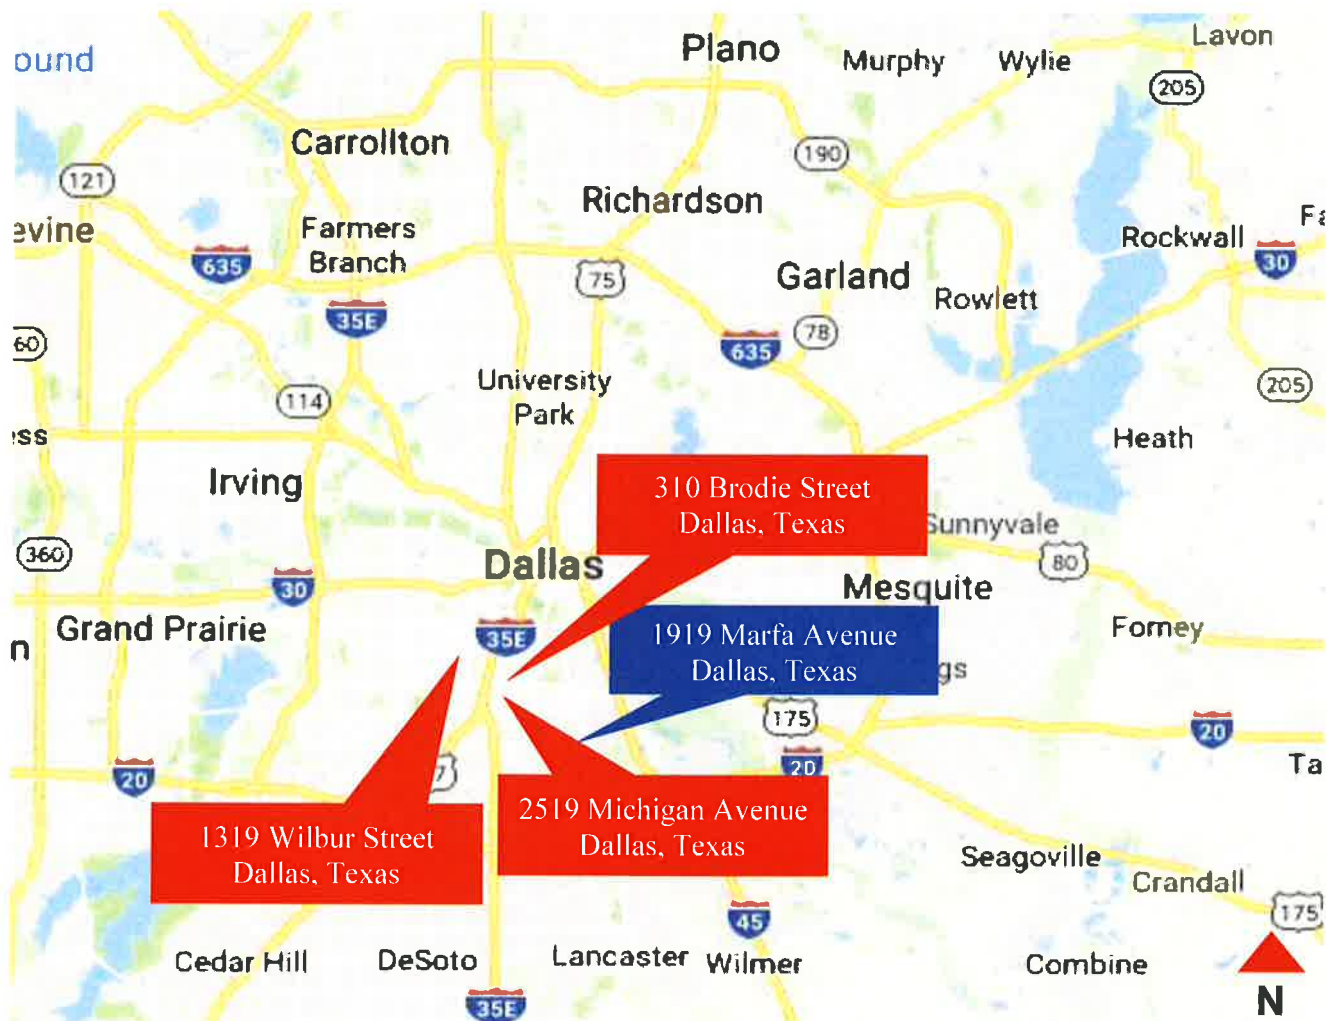 Lavon
Plano
Murphy
Wylie
ound
205
Carrollton
190
121
Richardson
Farmers
Branch
evine
Rockwall
635
30
75
Garland
Rowlett
35E
78
60
635
University
Park
205
114
ess
Heath
Irving
310 Brodie Street
Dallas, Texas
Sunnyvale
360
Dallas
80
30
Mesquite
Grand Prairie
35E
1919 Marfa Avenue
Dallas, Texas
Forney
n
gs
175
20
20
20
Ta
7
1319 Wilbur Street
Dallas, Texas
2519 Michigan Avenue
Dallas, Texas
Seagoville
Crandall
45
175
Cedar Hill
DeSoto
Lancaster
Wilmer
Combine
35E
N